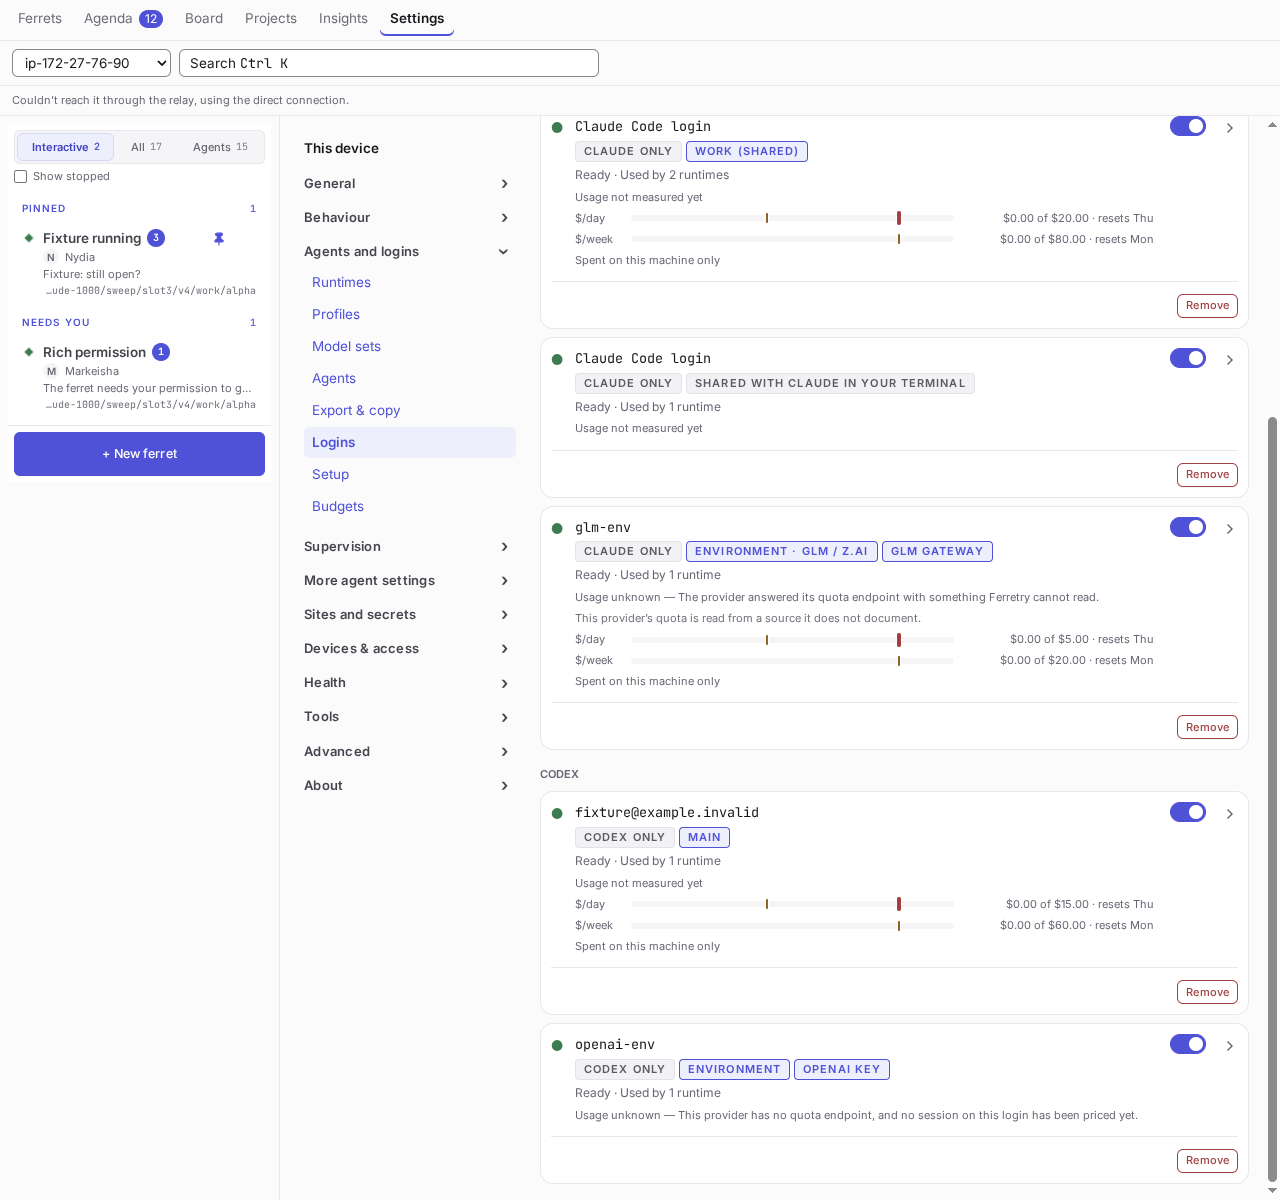 Ferrets Agenda 12 Board Projects Insights Settings
ip-172-27-76-90 Search Ctrl K
Couldn't reach it through the relay, using the direct connection.
Interactive 2 All 17 Agents 15
Show stopped
PINNED 1
Fixture running 3
N Nydia
Fixture: still open?
…ude-1000/sweep/slot3/v4/work/alpha
NEEDS YOU 1
Rich permission 1
M Markeisha
The ferret needs your permission to g…
…ude-1000/sweep/slot3/v4/work/alpha
+ New ferret
This device
General
Behaviour
Agents and logins
Runtimes
Profiles
Model sets
Agents
Export & copy
Logins
Setup
Budgets
Supervision
More agent settings
Sites and secrets
Devices & access
Health
Tools
Advanced
About
Claude Code login
CLAUDE ONLY WORK (SHARED)
Ready · Used by 2 runtimes
Usage not measured yet
$/day $0.00 of $20.00 · resets Thu
$/week $0.00 of $80.00 · resets Mon
Spent on this machine only
Remove
Claude Code login
CLAUDE ONLY SHARED WITH CLAUDE IN YOUR TERMINAL
Ready · Used by 1 runtime
Usage not measured yet
Remove
glm-env
CLAUDE ONLY ENVIRONMENT · GLM / Z.AI GLM GATEWAY
Ready · Used by 1 runtime
Usage unknown — The provider answered its quota endpoint with something Ferretry cannot read.
This provider's quota is read from a source it does not document.
$/day $0.00 of $5.00 · resets Thu
$/week $0.00 of $20.00 · resets Mon
Spent on this machine only
Remove
CODEX
fixture@example.invalid
CODEX ONLY MAIN
Ready · Used by 1 runtime
Usage not measured yet
$/day $0.00 of $15.00 · resets Thu
$/week $0.00 of $60.00 · resets Mon
Spent on this machine only
Remove
openai-env
CODEX ONLY ENVIRONMENT OPENAI KEY
Ready · Used by 1 runtime
Usage unknown — This provider has no quota endpoint, and no session on this login has been priced yet.
Remove